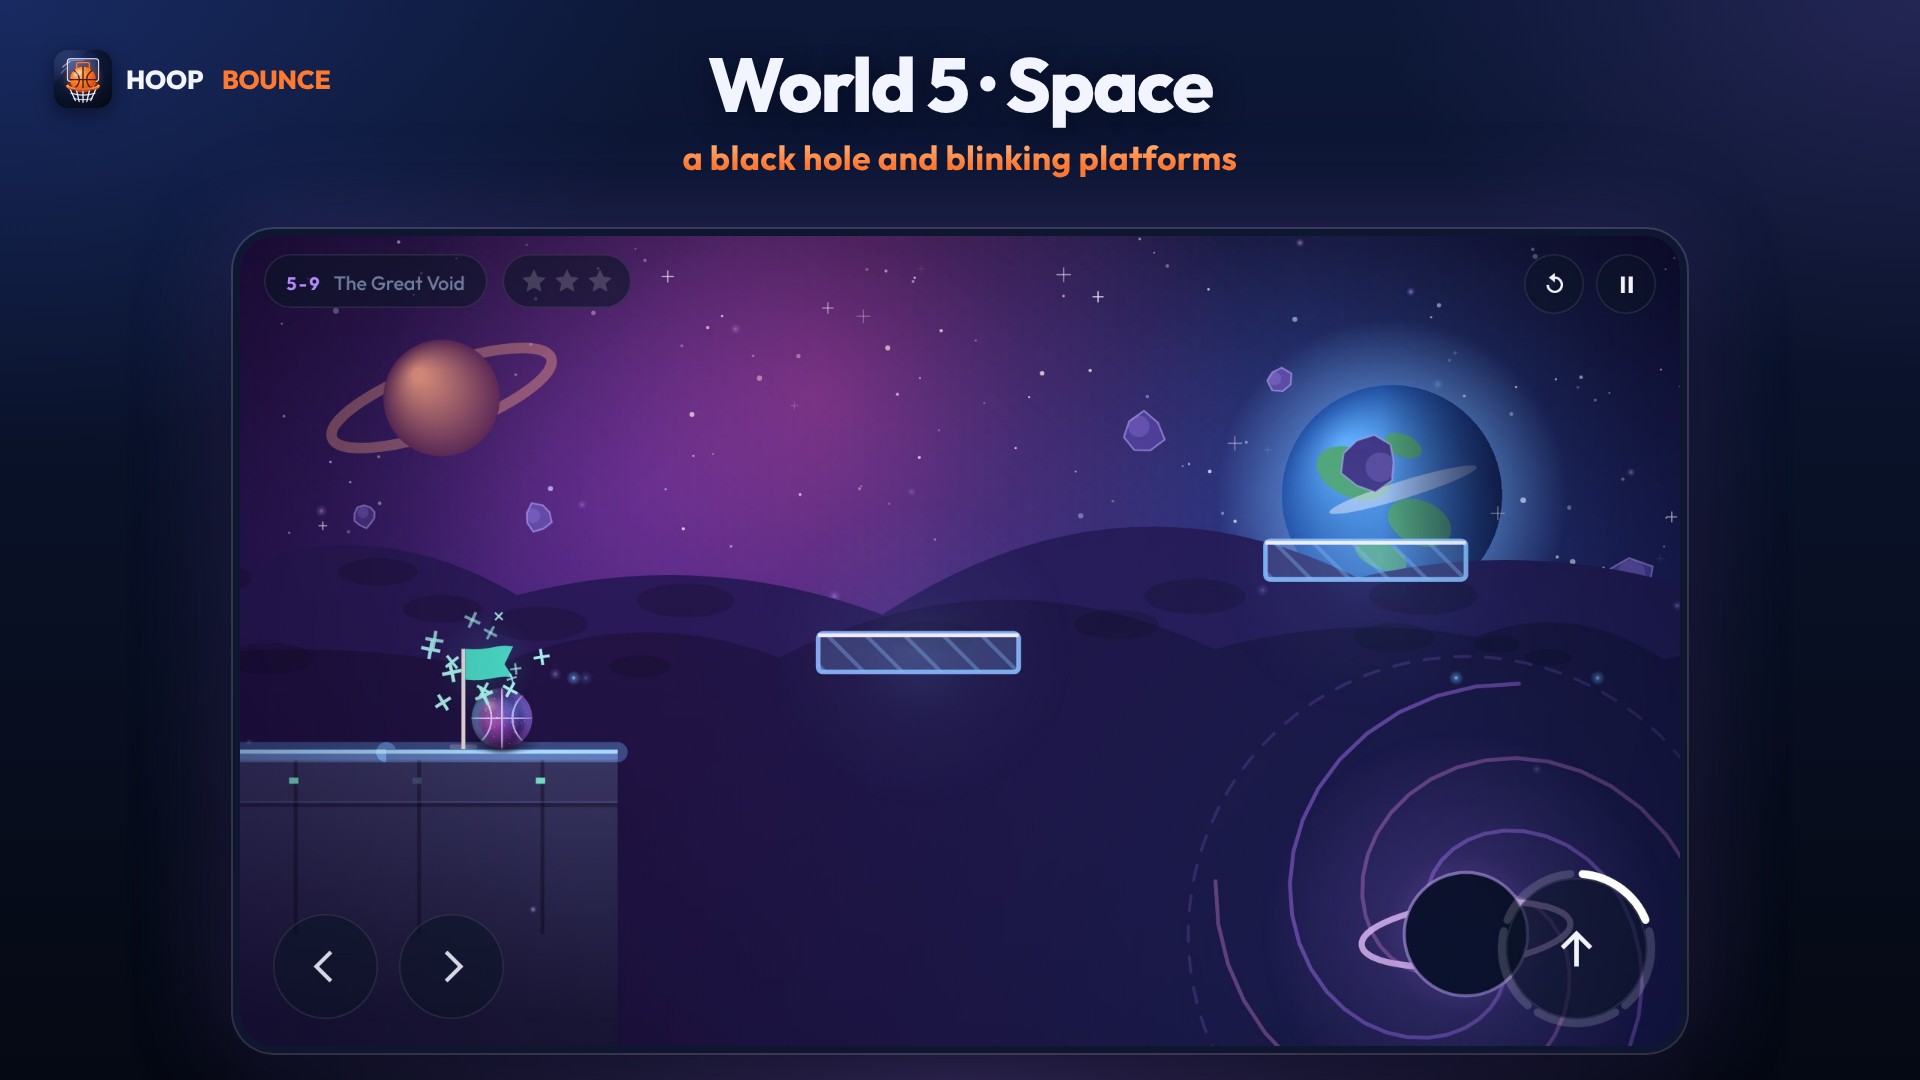 HOOP BOUNCE
World 5 · Space
a black hole and blinking platforms
5-9 The Great Void